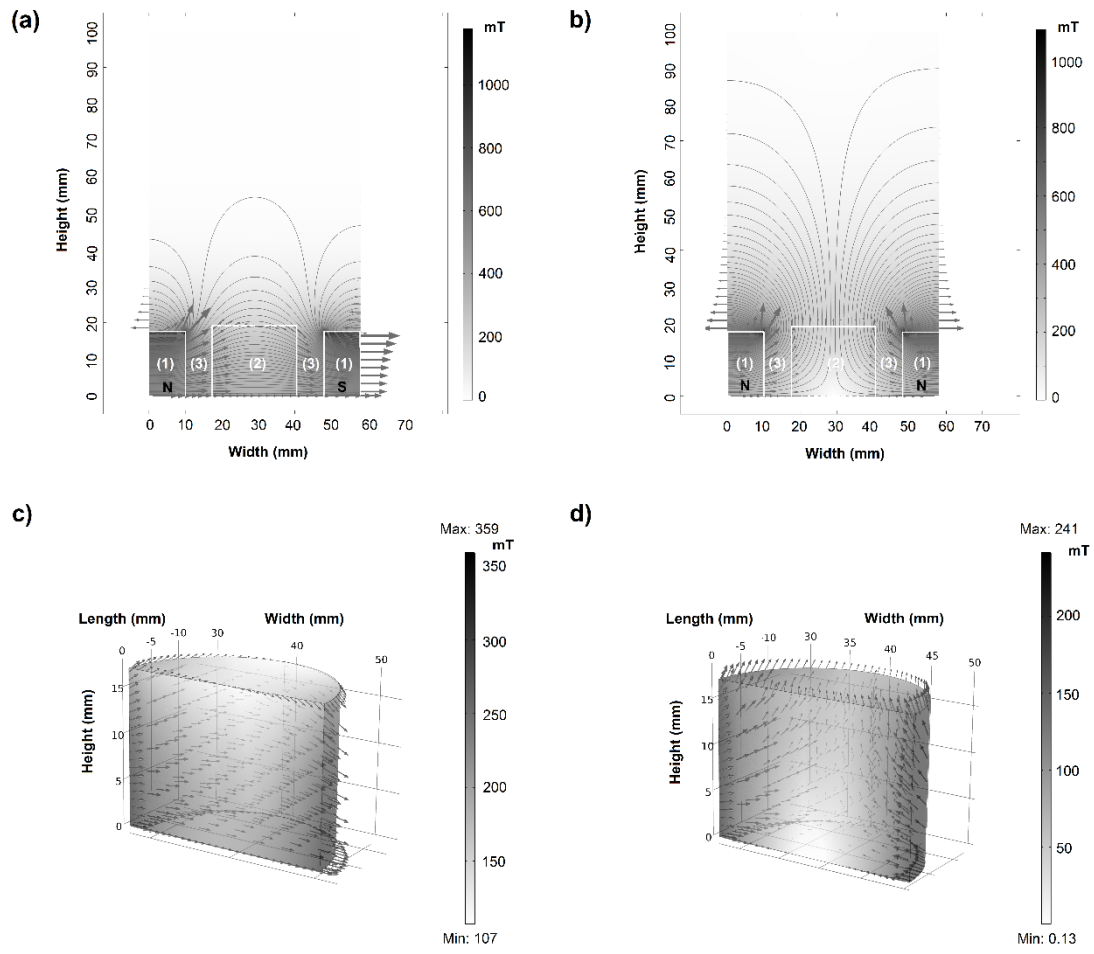 (a)
mT
100
90
80
70
60
50
40
30
20
10
0
Height (mm)
1000
800
600
400
200
0
(1)
(3)
(2)
(3)
(1)
N
S
0 10 20 30 40 50 60 70
Width (mm)
b)
mT
100
90
80
70
60
50
40
30
20
10
0
Height (mm)
1000
800
600
400
200
0
(1)
(3)
(2)
(3)
(1)
N
N
0 10 20 30 40 50 60 70
Width (mm)
c)
Max: 359
mT
350
300
250
200
150
Min: 107
Length (mm)
Width (mm)
0 -5 -10 30 40 50
Height (mm)
15
10
5
0
d)
Max: 241
mT
200
150
100
50
Min: 0.13
Length (mm)
Width (mm)
0 -5 -10 30 35 40 45 50
Height (mm)
15
10
5
0